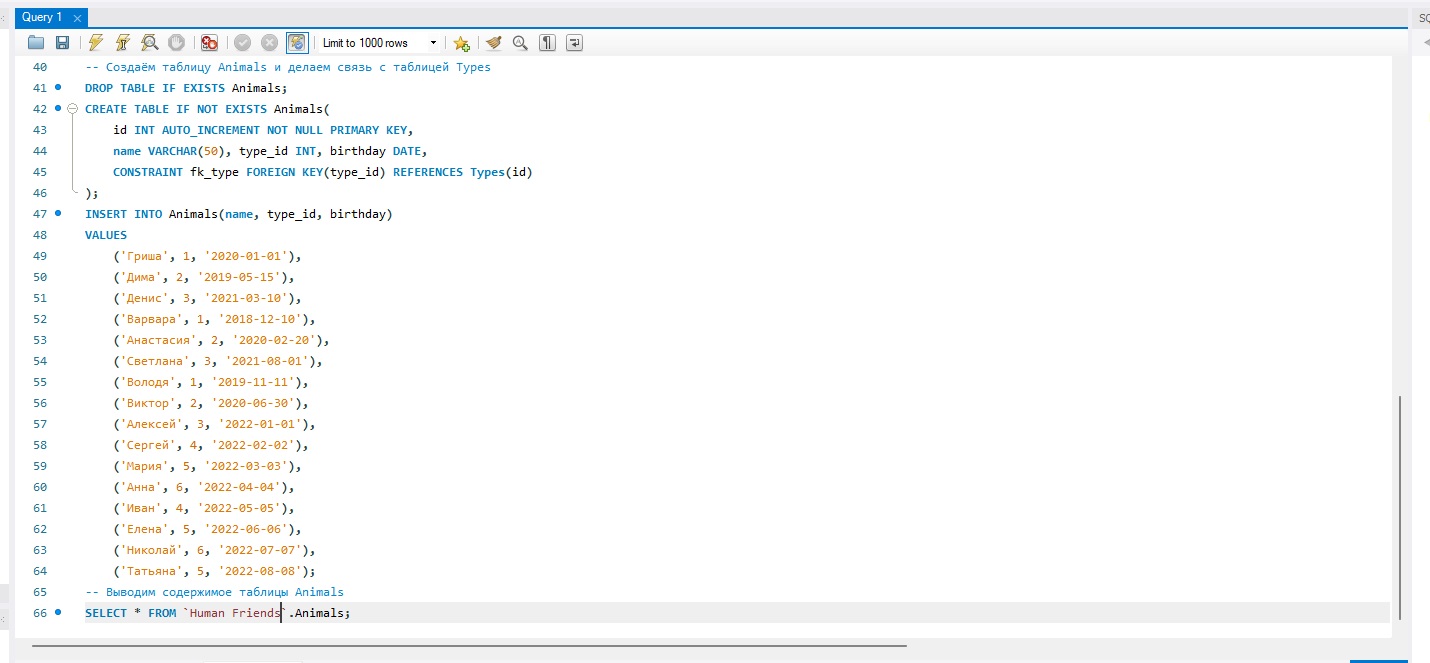 Query 1
SQ
Limit to 1000 rows
40 -- Создаём таблицу Animals и делаем связь с таблицей Types
41 DROP TABLE IF EXISTS Animals;
42 CREATE TABLE IF NOT EXISTS Animals(
43 id INT AUTO_INCREMENT NOT NULL PRIMARY KEY,
44 name VARCHAR(50), type_id INT, birthday DATE,
45 CONSTRAINT fk_type FOREIGN KEY(type_id) REFERENCES Types(id)
46 );
47 INSERT INTO Animals(name, type_id, birthday)
48 VALUES
49 ('Гриша', 1, '2020-01-01'),
50 ('Дима', 2, '2019-05-15'),
51 ('Денис', 3, '2021-03-10'),
52 ('Варвара', 1, '2018-12-10'),
53 ('Анастасия', 2, '2020-02-20'),
54 ('Светлана', 3, '2021-08-01'),
55 ('Володя', 1, '2019-11-11'),
56 ('Виктор', 2, '2020-06-30'),
57 ('Алексей', 3, '2022-01-01'),
58 ('Сергей', 4, '2022-02-02'),
59 ('Мария', 5, '2022-03-03'),
60 ('Анна', 6, '2022-04-04'),
61 ('Иван', 4, '2022-05-05'),
62 ('Елена', 5, '2022-06-06'),
63 ('Николай', 6, '2022-07-07'),
64 ('Татьяна', 5, '2022-08-08');
65 -- Выводим содержимое таблицы Animals
66 SELECT * FROM `Human Friends`.Animals;